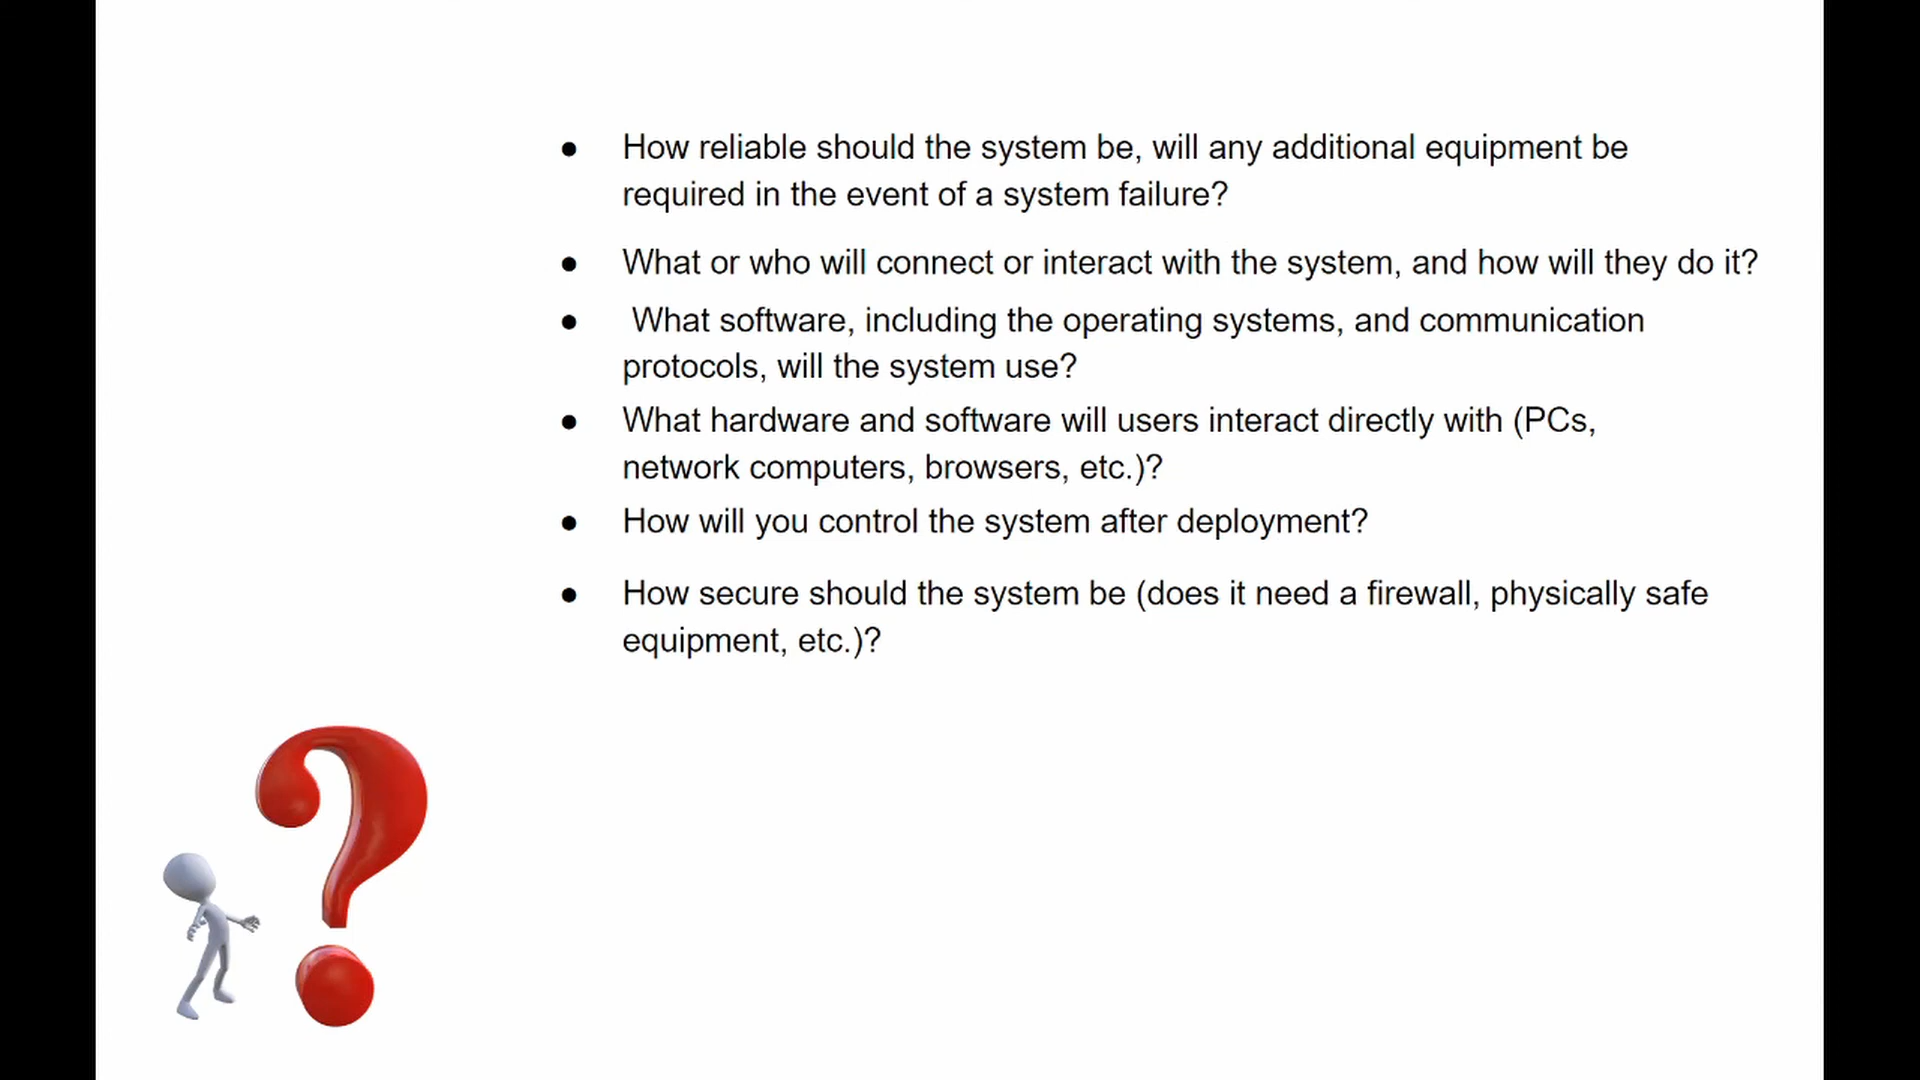 ● How reliable should the system be, will any additional equipment be
required in the event of a system failure?
● What or who will connect or interact with the system, and how will they do it?
● What software, including the operating systems, and communication
protocols, will the system use?
● What hardware and software will users interact directly with (PCs,
network computers, browsers, etc.)?
● How will you control the system after deployment?
● How secure should the system be (does it need a firewall, physically safe
equipment, etc.)?